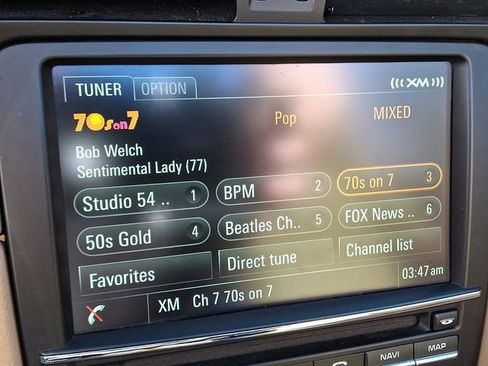 TUNER OPTION
(((XM)))
70s on 7 Pop MIXED
Bob Welch
Sentimental Lady (77)
Studio 54 .. 1 BPM 2 70s on 7 3
50s Gold 4 Beatles Ch.. 5 FOX News .. 6
Favorites Direct tune Channel list
03:47 am
XM Ch 7 70s on 7
NAVI MAP